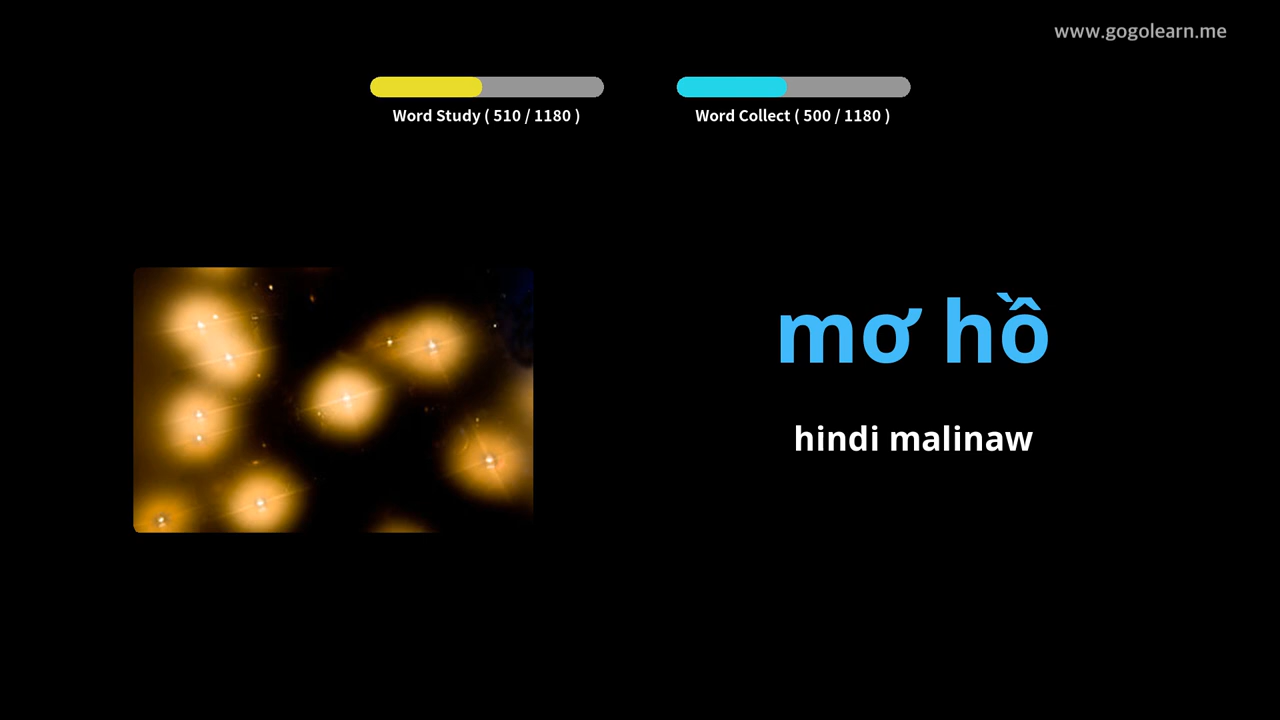 www.gogolearn.me
Word Study ( 510 / 1180 )
Word Collect ( 500 / 1180 )
mơ hồ
hindi malinaw